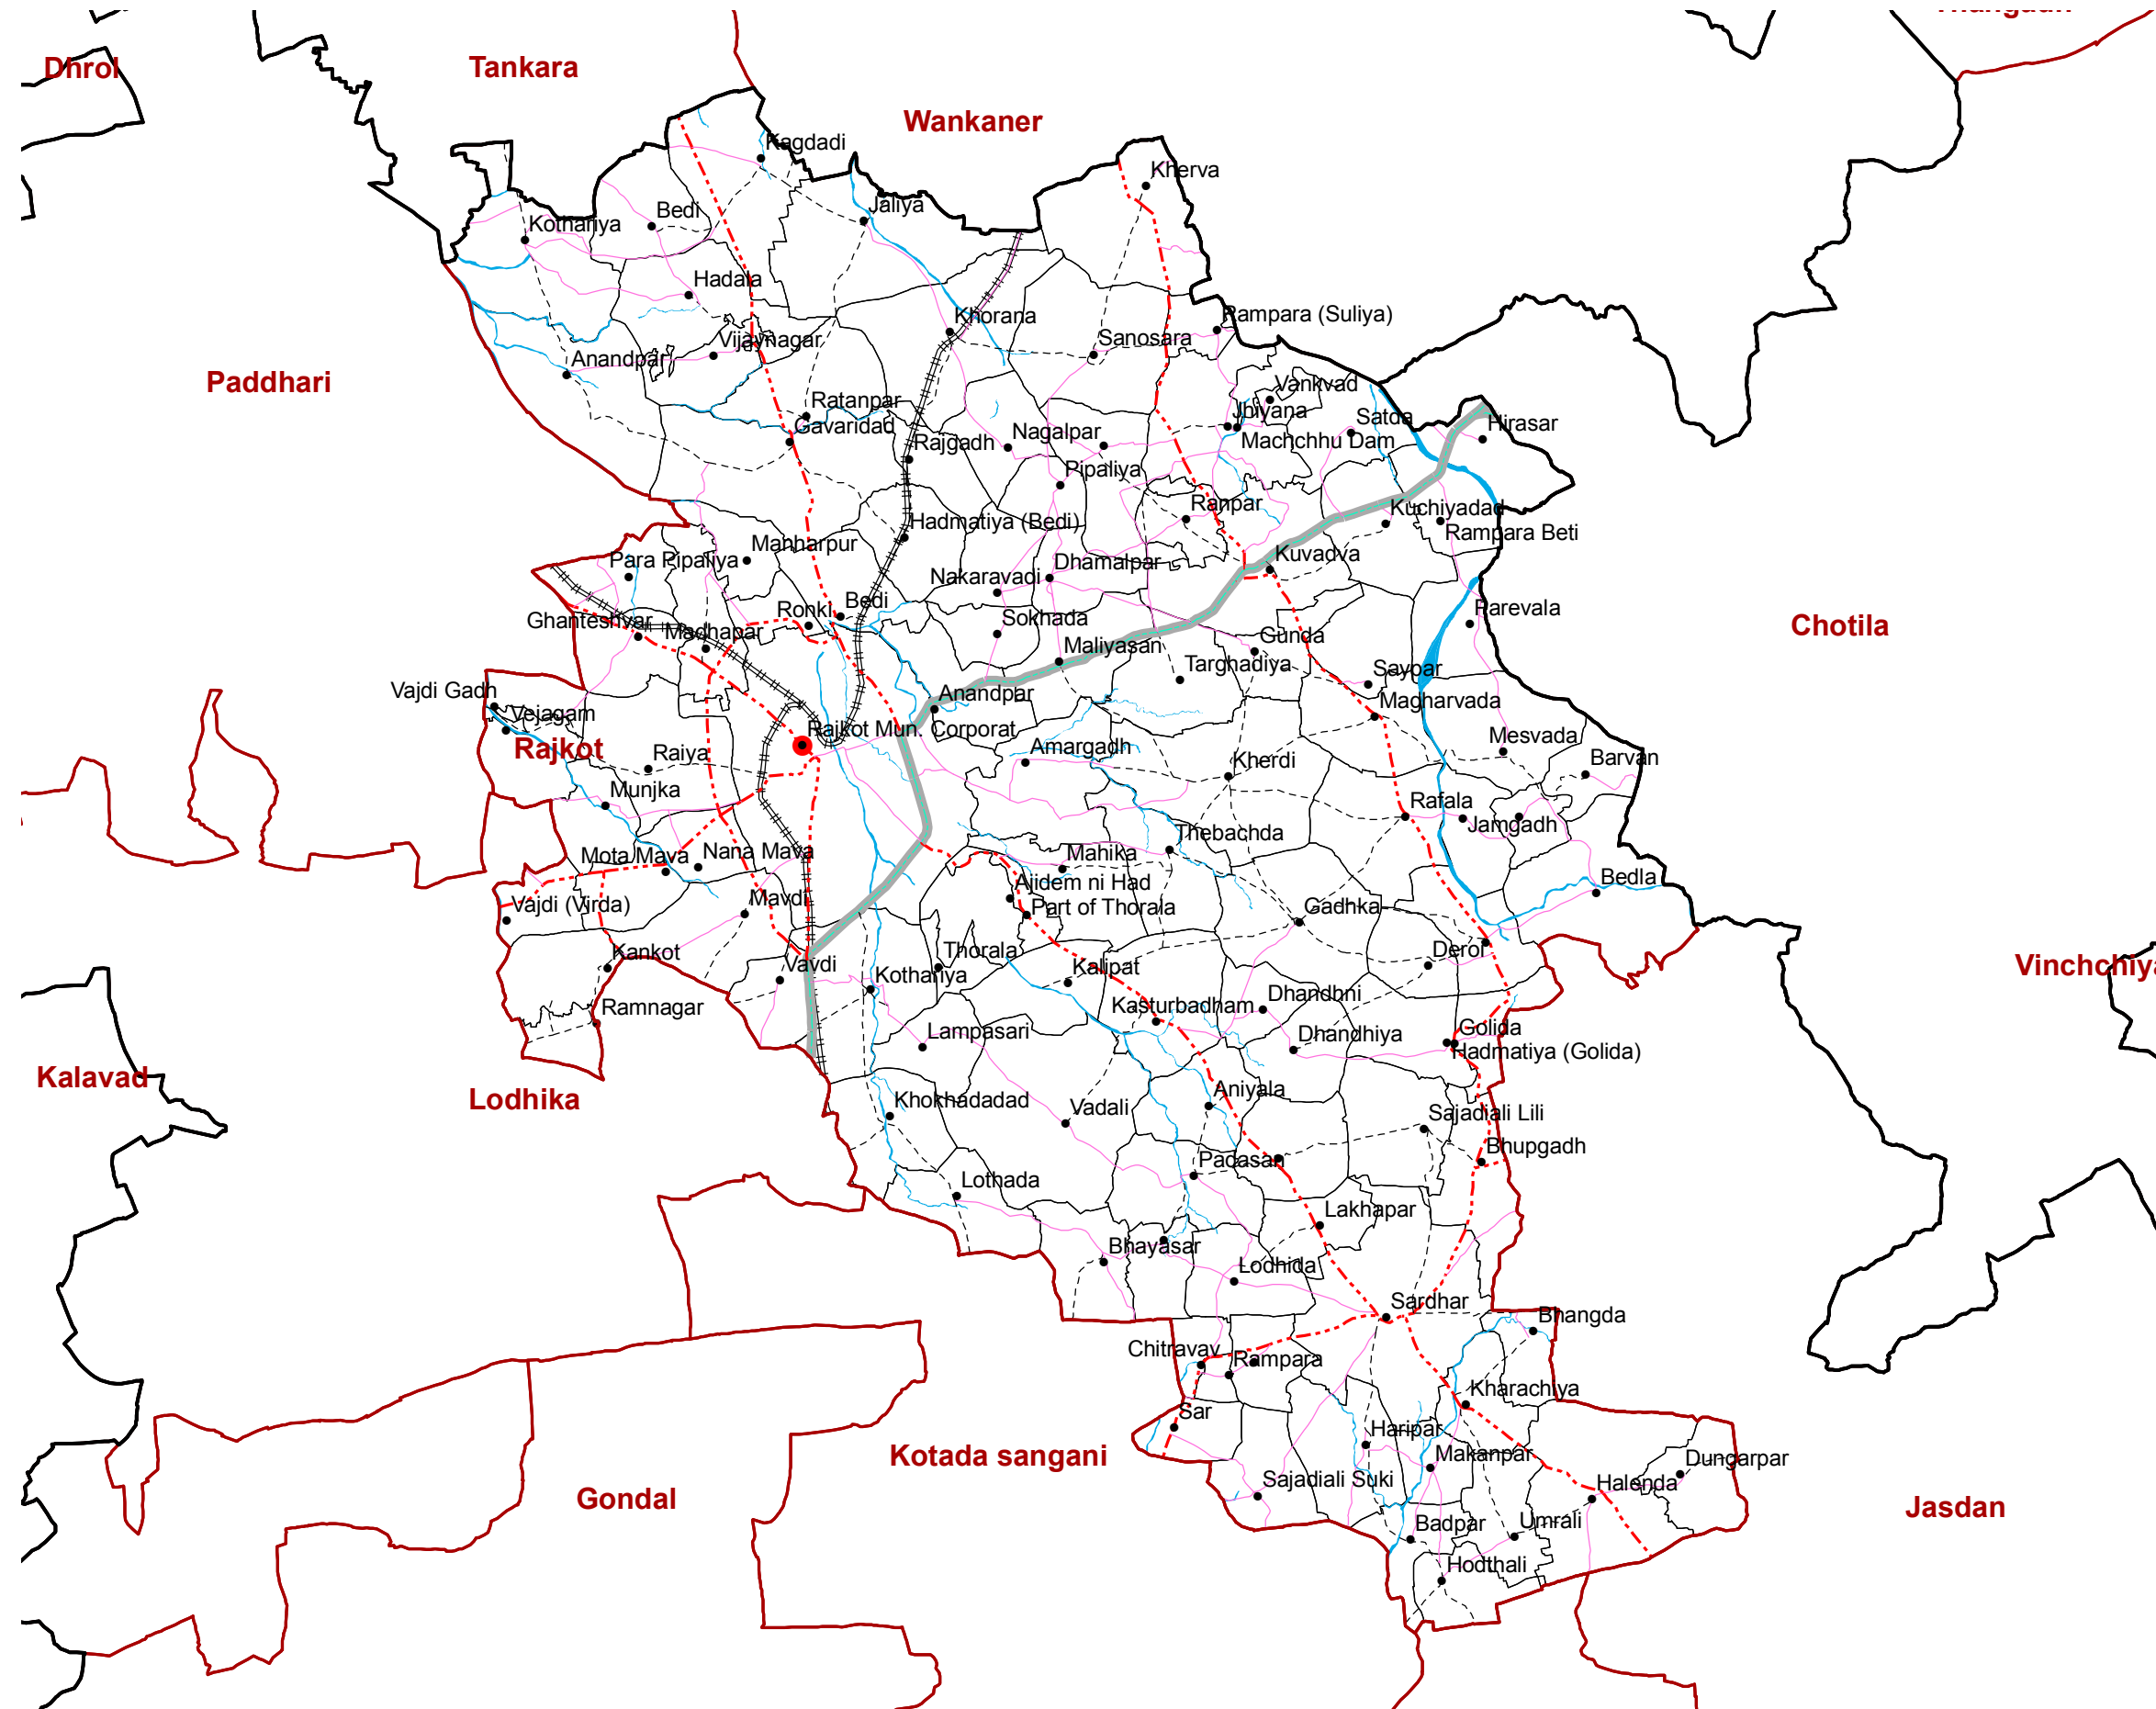 Dhrol
Tankara
Wankaner
Kagdadi
Kherva
Jaliya
Bedi
Kothariya
Hadala
Khorana
Rampara (Suliya)
Sanosara
Vijaynagar
Anandpar
Paddhari
Vankvad
Ratanpar
Jhiyana
Satda
Hirasar
Gavaridad
Rajgadh
Nagalpar
Machchhu Dam
Pipaliya
Ranpar
Kuchiyadad
Hadmatiya (Bedi)
Rampara Beti
Manharpur
Para Pipaliya
Kuvadva
Nakaravadi
Dhamalpar
Ronki
Bedi
Parevala
Ghanteshvar
Madhapar
Sokhada
Chotila
Maliyasan
Gunda
Targhadiya
Saypar
Vajdi Gadh
Anandpar
Magharvada
Vejagam
Rajkot Mun. Corporat
Rajkot
Raiya
Amargadh
Kherdi
Mesvada
Barvan
Munjka
Rafala
Jamgadh
Thebachda
Mota Mava
Nana Mava
Mahika
Ajidem ni Had
Bedla
Mavdi
Vajdi (Virda)
Part of Thorala
Gadhka
Kankot
Thorala
Deroi
Vavdi
Kothariya
Kalipat
Vinchchiya
Ramnagar
Kasturbadham
Dhandhni
Lampasari
Dhandhiya
Golida
Hadmatiya (Golida)
Kalavad
Lodhika
Khokhadadad
Vadali
Aniyala
Sajadiali Lili
Bhupgadh
Padasan
Lothada
Lakhapar
Bhayasar
Lodhida
Sardhar
Bhangda
Chitravav
Rampara
Kharachiya
Sar
Haripar
Kotada sangani
Makanpar
Dungarpar
Sajadiali Suki
Halenda
Gondal
Jasdan
Badpar
Umrali
Hodthali